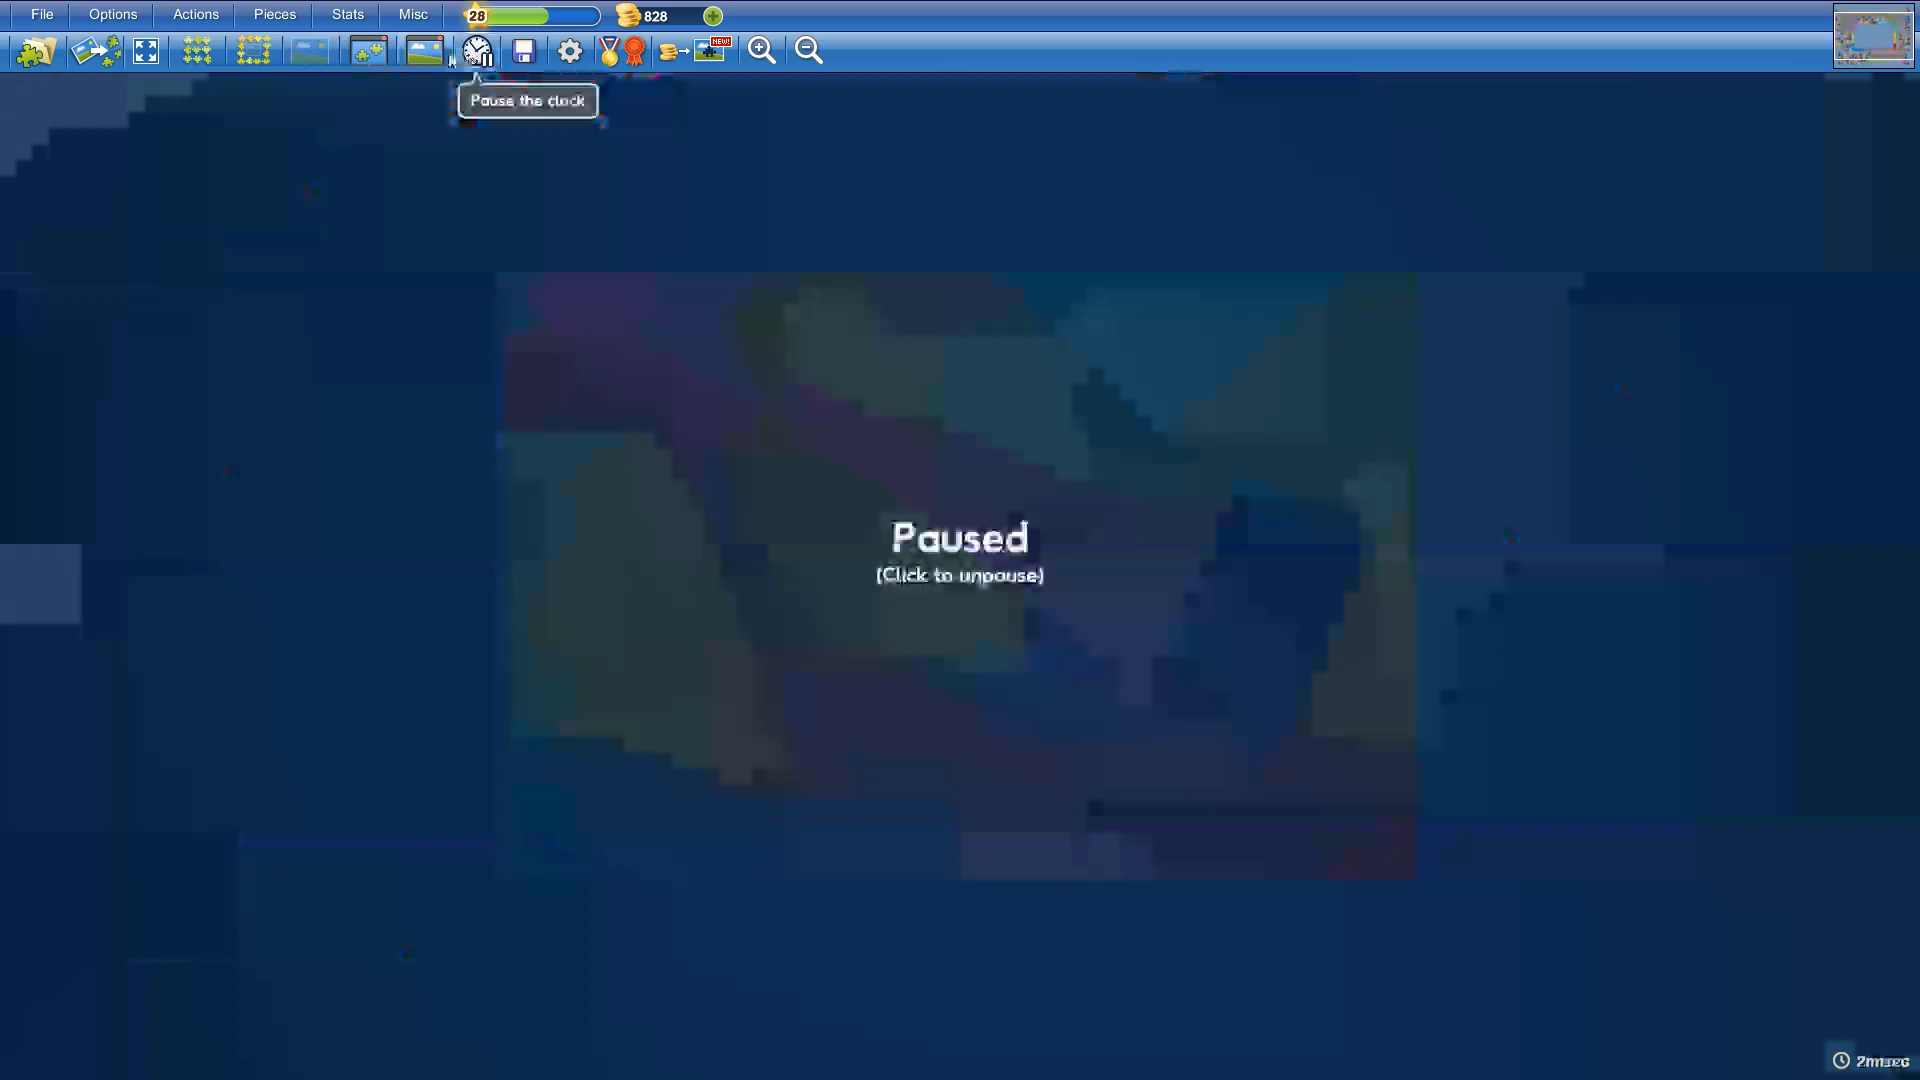 File Options Actions Pieces Stats Misc 28 828
NEW!
Pause the clock
Paused
(Click to unpause)